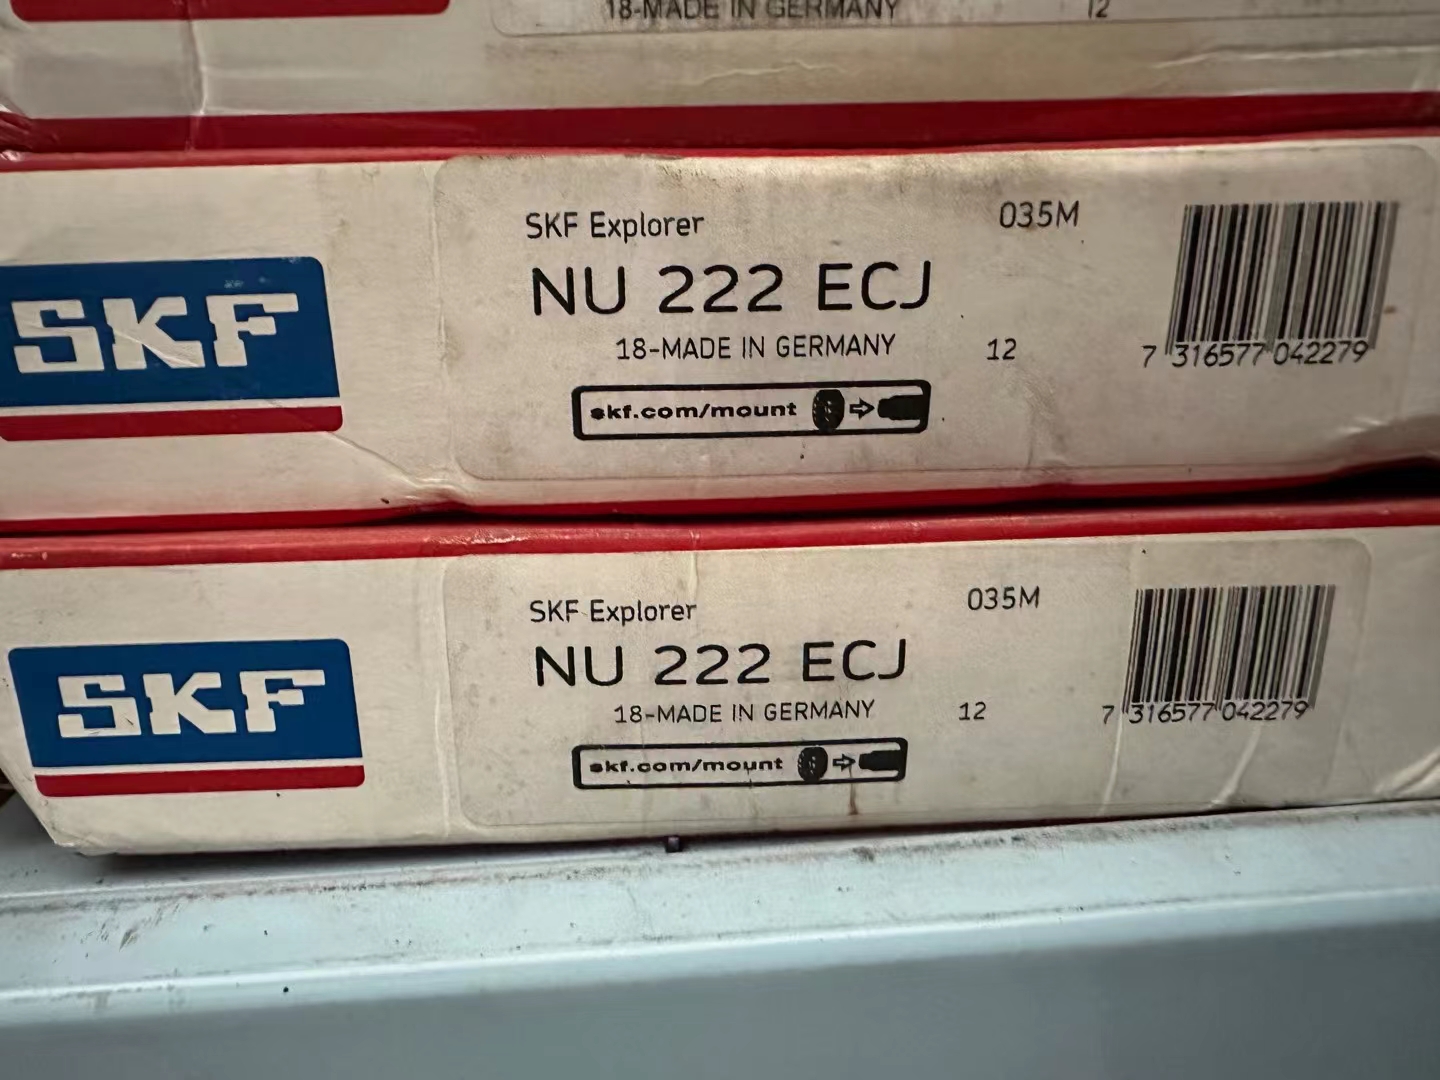 18-MADE IN GERMANY 12
SKF Explorer 035M
SKF
NU 222 ECJ
18-MADE IN GERMANY 12
7 316577 042279
skf.com/mount
SKF Explorer 035M
SKF
NU 222 ECJ
18-MADE IN GERMANY 12
7 316577 042279
skf.com/mount